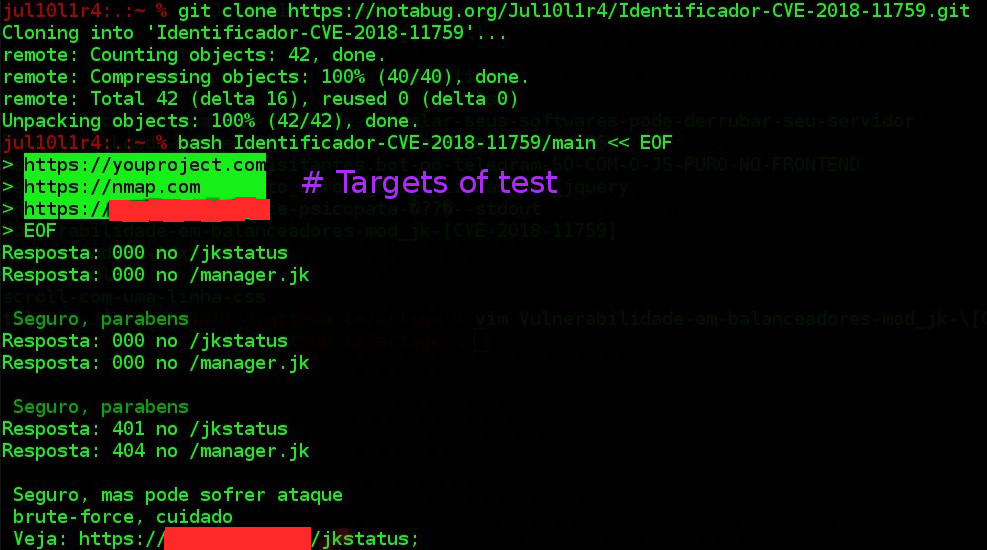 jul10l1r4:.:~ % git clone https://notabug.org/Jul10l1r4/Identificador-CVE-2018-11759.git
Cloning into 'Identificador-CVE-2018-11759'...
remote: Counting objects: 42, done.
remote: Compressing objects: 100% (40/40), done.
remote: Total 42 (delta 16), reused 0 (delta 0)
Unpacking objects: 100% (42/42), done.
jul10l1r4:.:~ % bash Identificador-CVE-2018-11759/main << EOF
> https://youproject.com
> https://nmap.com
# Targets of test
> https://
> EOF
Resposta: 000 no /jkstatus
Resposta: 000 no /manager.jk
Seguro, parabens
Resposta: 000 no /jkstatus
Resposta: 000 no /manager.jk
Seguro, parabens
Resposta: 401 no /jkstatus
Resposta: 404 no /manager.jk
Seguro, mas pode sofrer ataque
brute-force, cuidado
Veja: https:// /jkstatus;